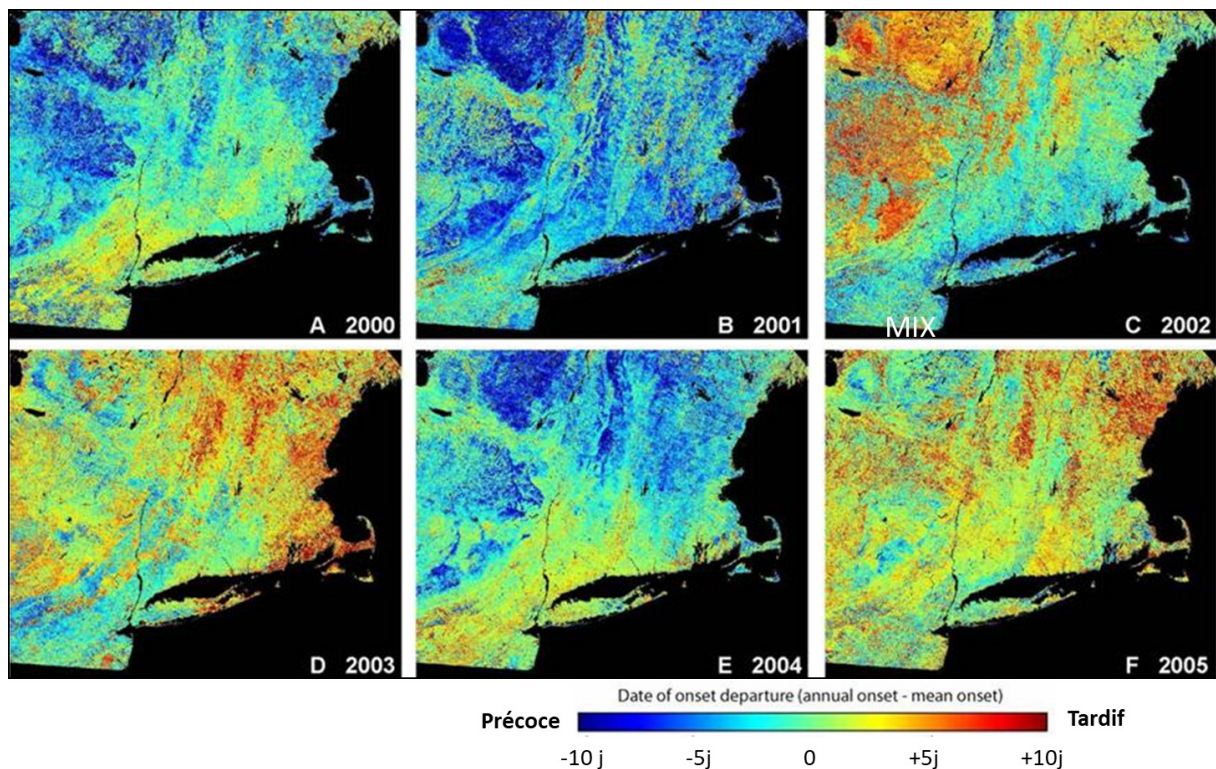 A 2000
B 2001
MIX
C 2002
D 2003
E 2004
F 2005
Date of onset departure (annual onset - mean onset)
Précoce
Tardif
-10 j -5j 0 +5j +10j